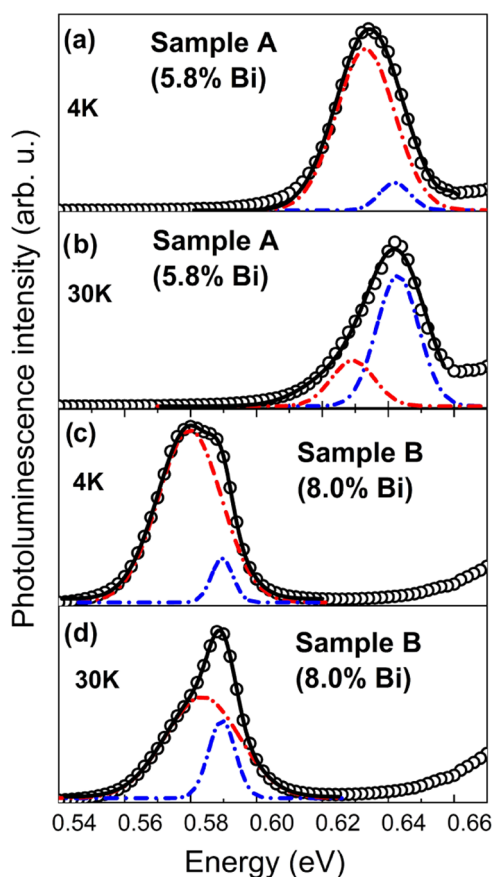 Photoluminescence intensity (arb. u.)
(a)
Sample A
(5.8% Bi)
4K
(b)
Sample A
(5.8% Bi)
30K
(c)
Sample B
(8.0% Bi)
4K
(d)
Sample B
(8.0% Bi)
30K
0.54 0.56 0.58 0.60 0.62 0.64 0.66
Energy (eV)